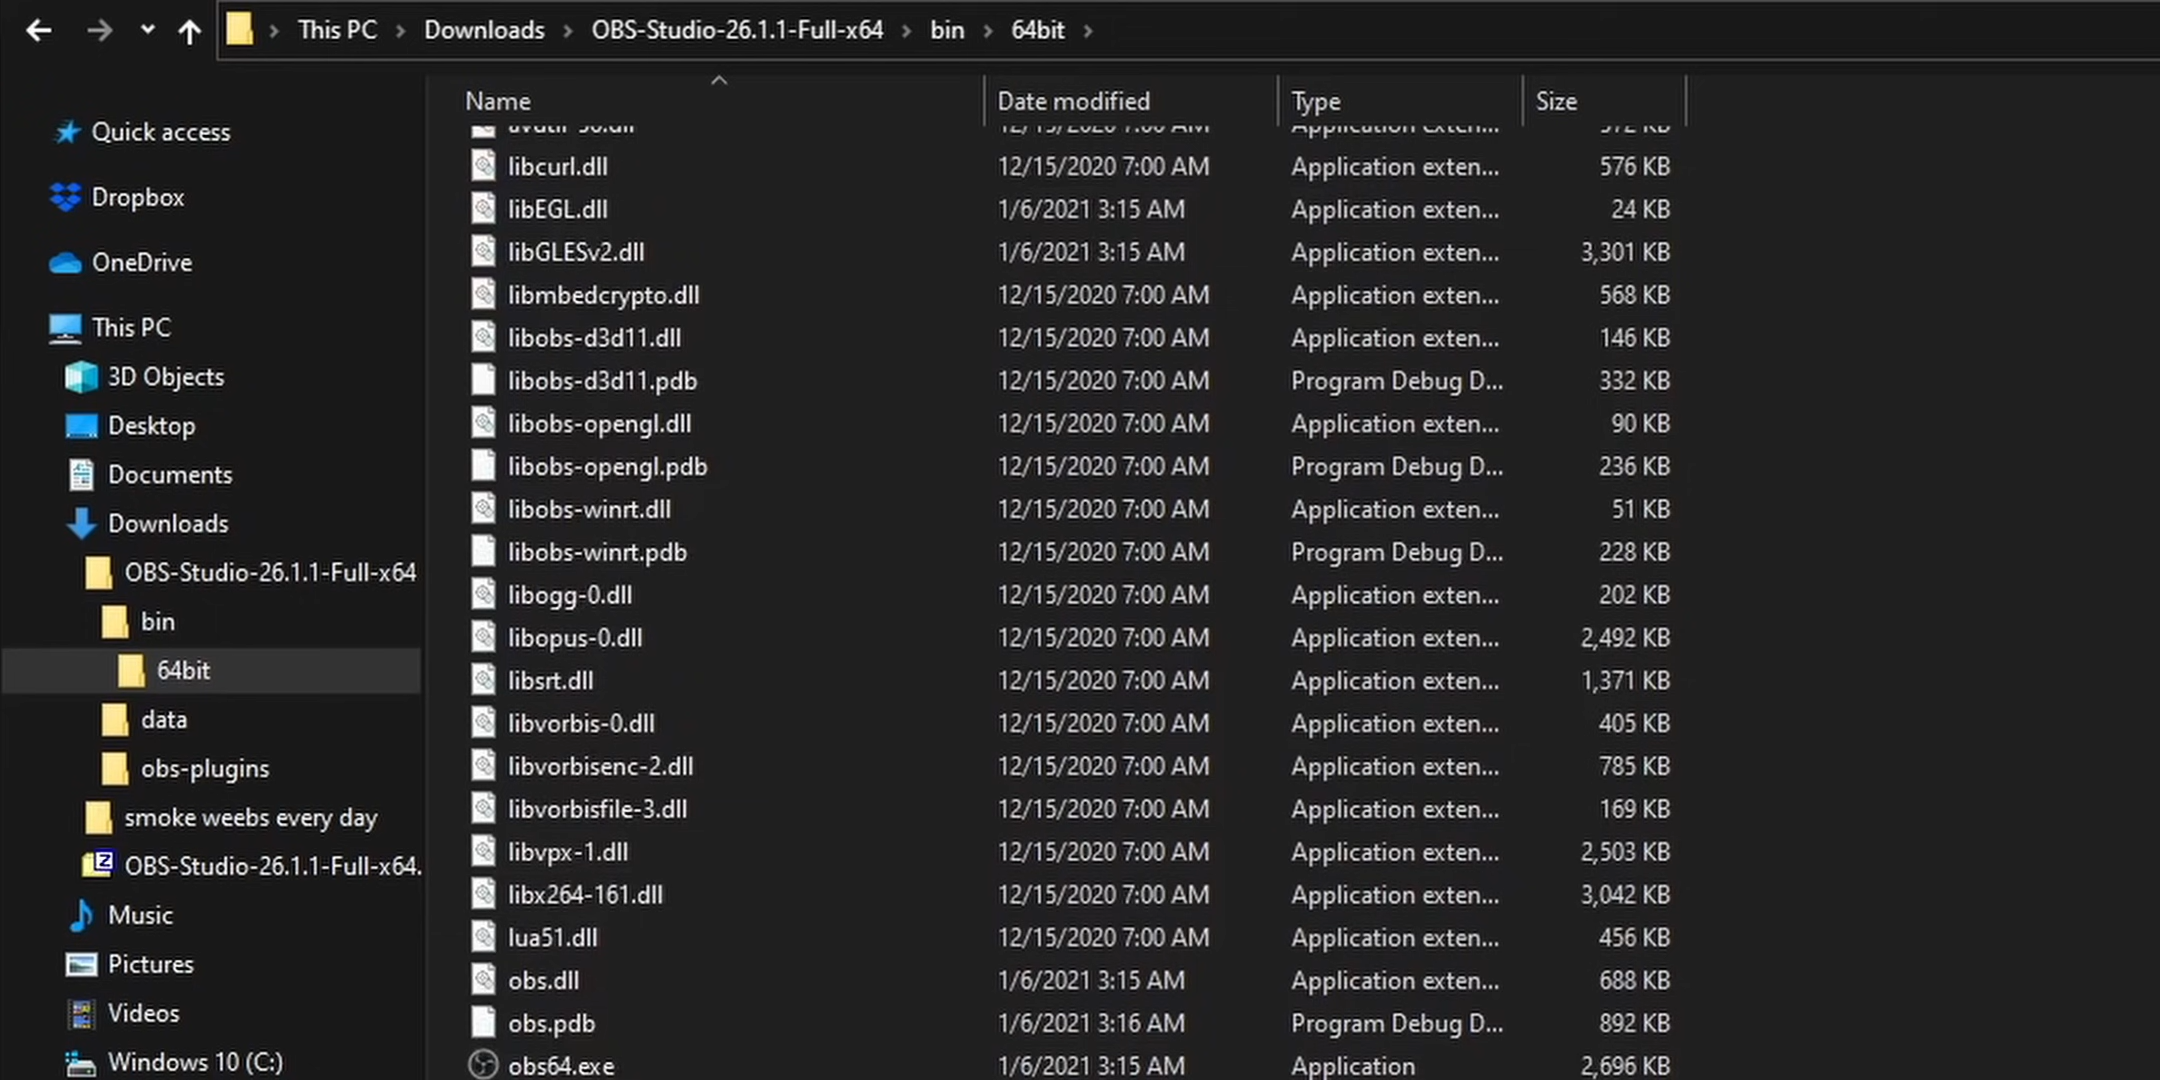 This PC > Downloads > OBS-Studio-26.1.1-Full-x64 > bin > 64bit >
Name Date modified Type Size
Quick access
Dropbox
OneDrive
This PC
3D Objects
Desktop
Documents
Downloads
OBS-Studio-26.1.1-Full-x64
bin
64bit
data
obs-plugins
smoke weebs every day
OBS-Studio-26.1.1-Full-x64.
Music
Pictures
Videos
Windows 10 (C:)
12/15/2020 7:00 AM Application exten... 572 KB
libcurl.dll 12/15/2020 7:00 AM Application exten... 576 KB
libEGL.dll 1/6/2021 3:15 AM Application exten... 24 KB
libGLESv2.dll 1/6/2021 3:15 AM Application exten... 3,301 KB
libmbedcrypto.dll 12/15/2020 7:00 AM Application exten... 568 KB
libobs-d3d11.dll 12/15/2020 7:00 AM Application exten... 146 KB
libobs-d3d11.pdb 12/15/2020 7:00 AM Program Debug D... 332 KB
libobs-opengl.dll 12/15/2020 7:00 AM Application exten... 90 KB
libobs-opengl.pdb 12/15/2020 7:00 AM Program Debug D... 236 KB
libobs-winrt.dll 12/15/2020 7:00 AM Application exten... 51 KB
libobs-winrt.pdb 12/15/2020 7:00 AM Program Debug D... 228 KB
libogg-0.dll 12/15/2020 7:00 AM Application exten... 202 KB
libopus-0.dll 12/15/2020 7:00 AM Application exten... 2,492 KB
libsrt.dll 12/15/2020 7:00 AM Application exten... 1,371 KB
libvorbis-0.dll 12/15/2020 7:00 AM Application exten... 405 KB
libvorbisenc-2.dll 12/15/2020 7:00 AM Application exten... 785 KB
libvorbisfile-3.dll 12/15/2020 7:00 AM Application exten... 169 KB
libvpx-1.dll 12/15/2020 7:00 AM Application exten... 2,503 KB
libx264-161.dll 12/15/2020 7:00 AM Application exten... 3,042 KB
lua51.dll 12/15/2020 7:00 AM Application exten... 456 KB
obs.dll 1/6/2021 3:15 AM Application exten... 688 KB
obs.pdb 1/6/2021 3:16 AM Program Debug D... 892 KB
obs64.exe 1/6/2021 3:15 AM Application 2,696 KB